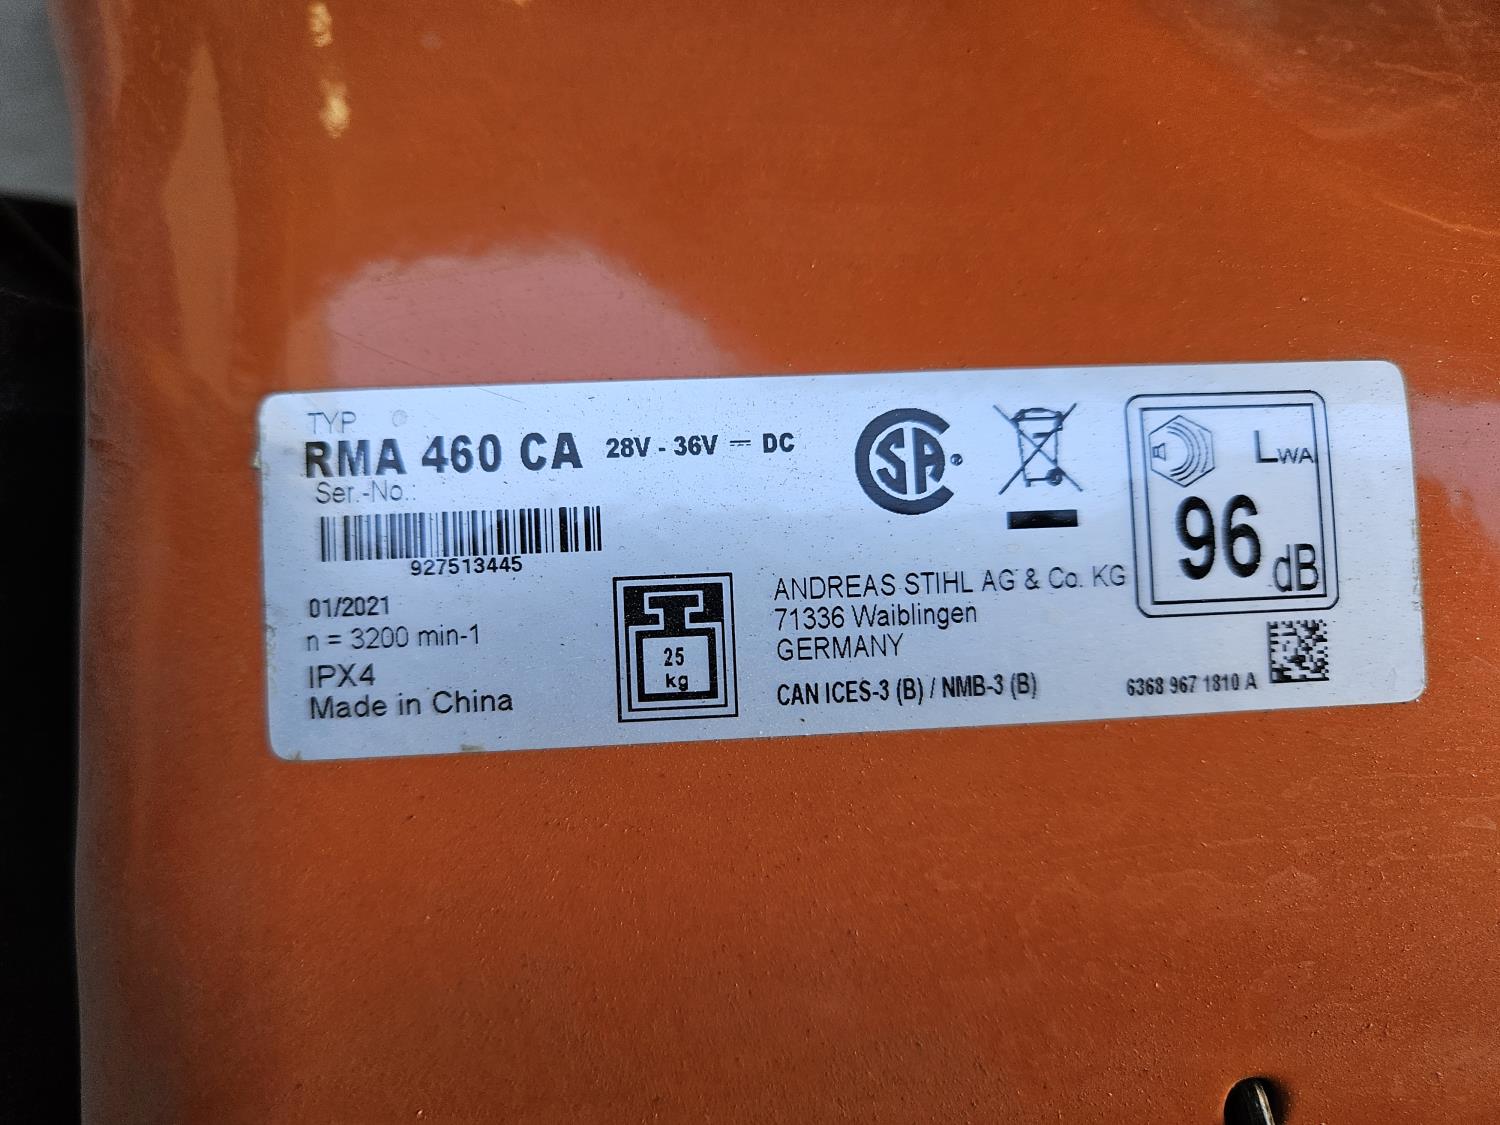 TYP
RMA 460 CA 28V - 36V ⎓ DC
Ser.-No.:
927513445
01/2021
n = 3200 min-1
IPX4
Made in China
25
kg
CSA®
ANDREAS STIHL AG & Co. KG
71336 Waiblingen
GERMANY
CAN ICES-3 (B) / NMB-3 (B)
LWA
96 dB
6368 967 1810 A